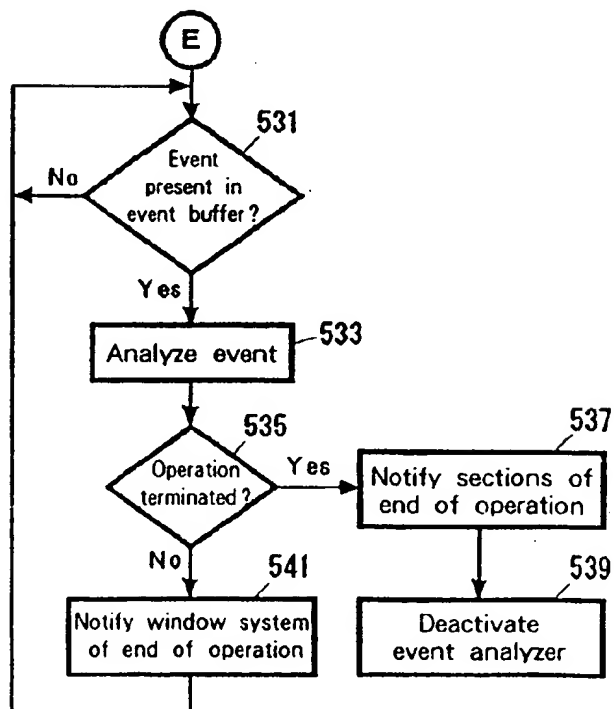 E
531
Event
present in
event buffer?
No
Yes
533
Analyze event
535
Operation
terminated?
Yes
537
Notify sections of
end of operation
No
541
Notify window system
of end of operation
539
Deactivate
event analyzer